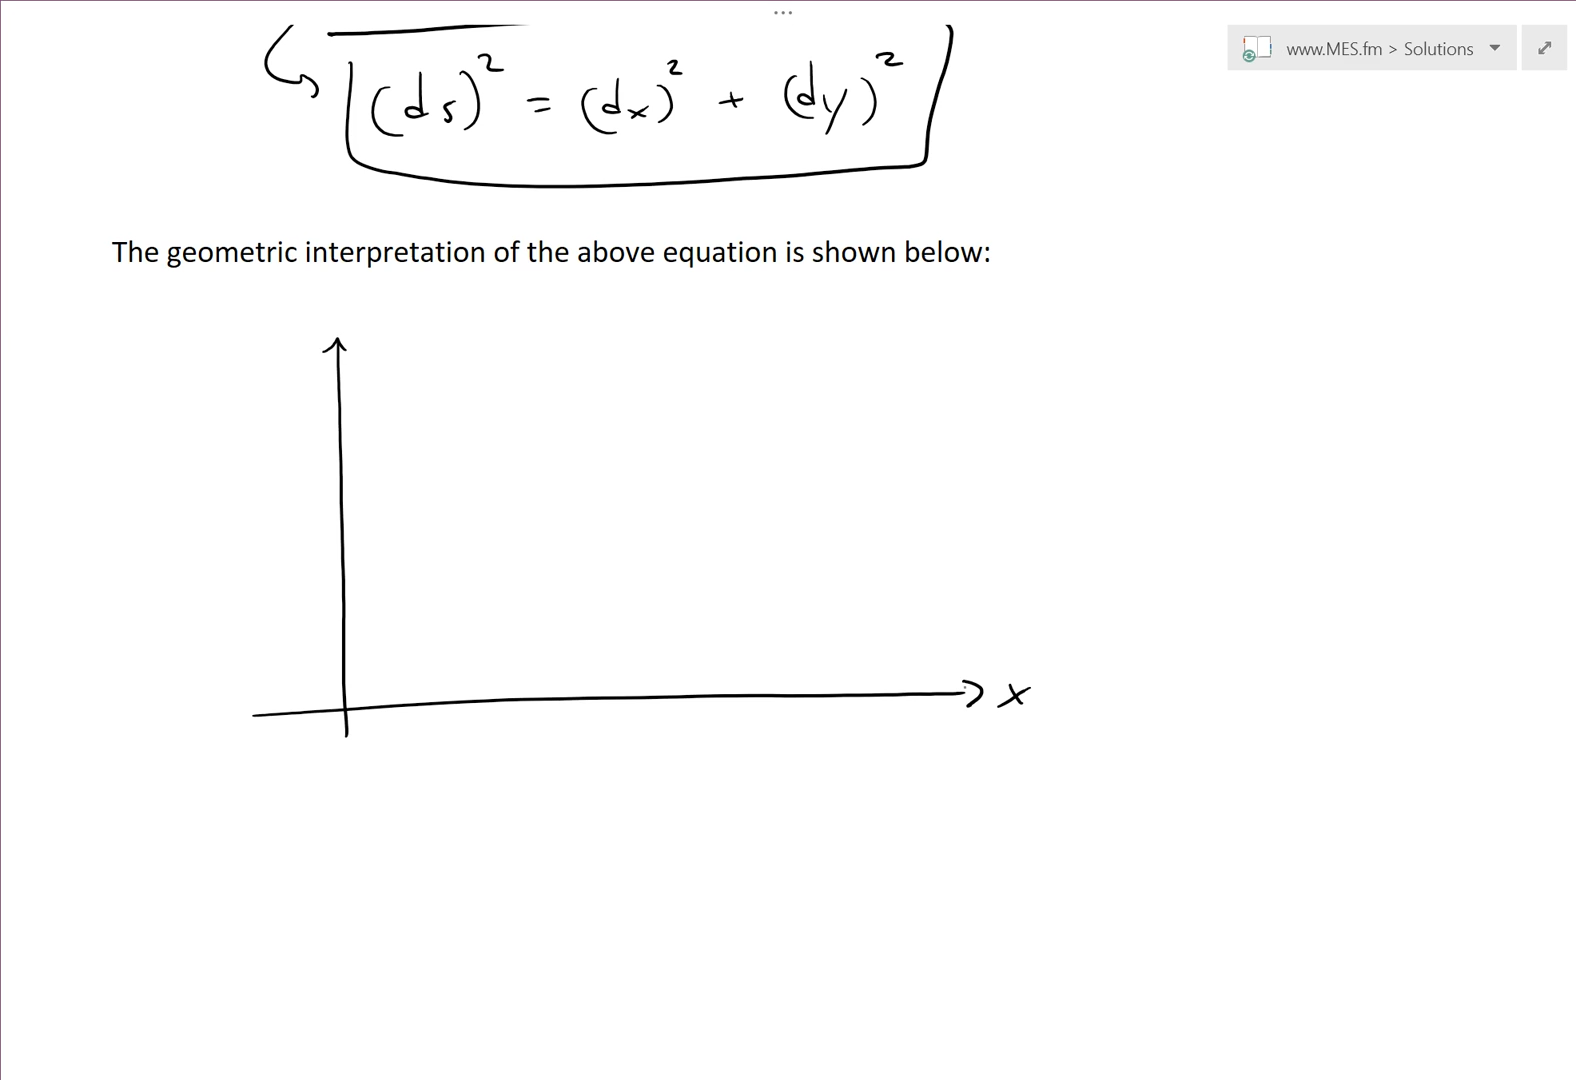 www.MES.fm > Solutions
(ds)² = (dx)² + (dy)²
The geometric interpretation of the above equation is shown below:
x